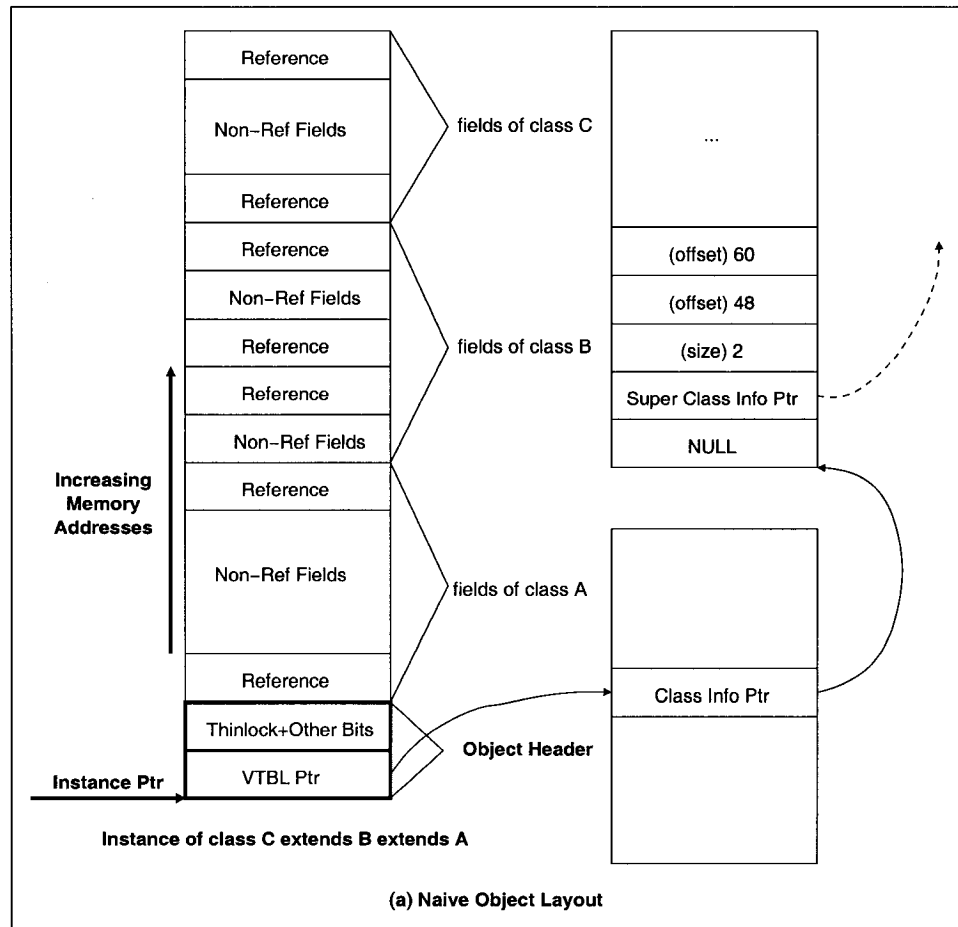 Reference
Non-Ref Fields
Reference
fields of class C
Reference
Non-Ref Fields
Reference
Reference
Non-Ref Fields
fields of class B
Reference
Non-Ref Fields
Reference
fields of class A
Thinlock+Other Bits
VTBL Ptr
Object Header
Instance Ptr
Increasing
Memory
Addresses
Instance of class C extends B extends A
...
(offset) 60
(offset) 48
(size) 2
Super Class Info Ptr
NULL
Class Info Ptr
(a) Naive Object Layout